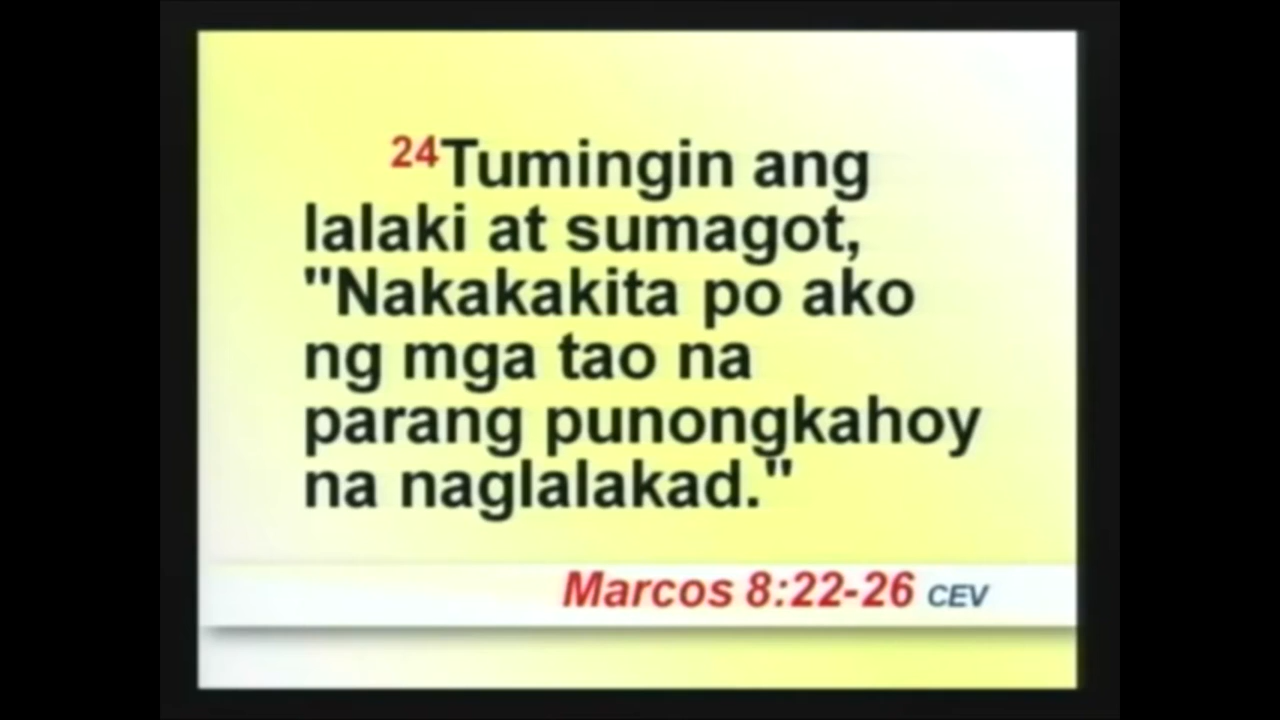 24Tumingin ang
lalaki at sumagot,
"Nakakakita po ako
ng mga tao na
parang punongkahoy
na naglalakad."
Marcos 8:22-26 CEV